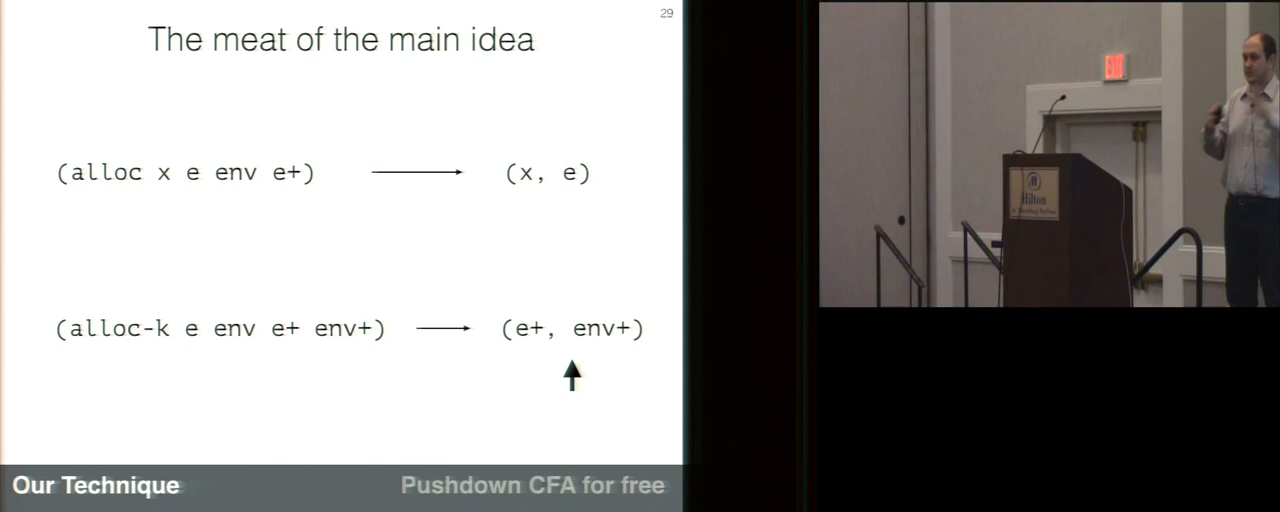 29
The meat of the main idea
(alloc x e env e+) (x, e)
(alloc-k e env e+ env+) (e+, env+)
Our Technique Pushdown CFA for free
Hilton